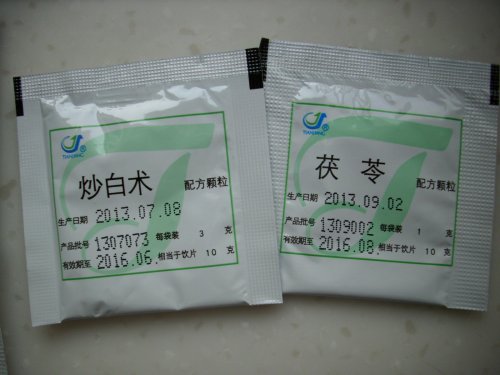 TIANJIANG®
炒白术 配方颗粒
生产日期 2013.07.08
产品批号 1307073 每袋装 3 克
有效期至 2016.06. 相当于饮片 10 克
TIANJIANG®
茯苓 配方颗粒
生产日期 2013.09.02
产品批号 1309002 每袋装 1 克
有效期至 2016.08. 相当于饮片 10 克